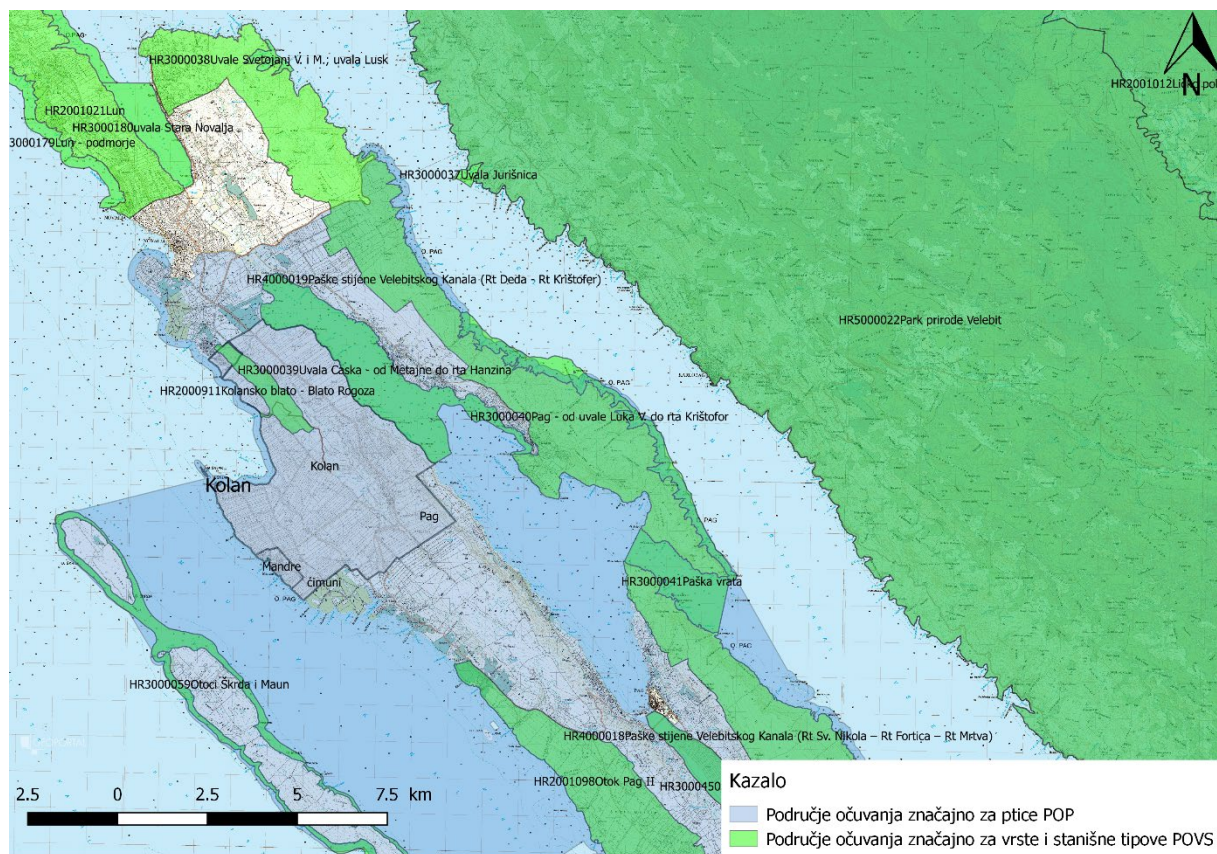 HR3000038Uvale Svetojanj V. i M.; uvala Lusk
HR2001012Ličko pol
N
HR2001021Lun
HR3000180uvala Stara Novalja
3000179Lun - podmorje
HR3000037Uvala Jurišnica
HR4000019Paške stijene Velebitskog Kanala (Rt Deda - Rt Krištofer)
HR5000022Park prirode Velebit
HR3000039Uvala Caska - od Metajne do rta Hanzina
HR2000911Kolansko blato - Blato Rogoza
HR3000040Pag - od uvale Luka V. do rta Krištofor
Kolan
Kolan
Pag
Mandre
ćimuni
O. PAG
HR3000041Paška vrata
HR3000059Otoci Škrda i Maun
HR4000018Paške stijene Velebitskog Kanala (Rt Sv. Nikola – Rt Fortica – Rt Mrtva)
HR2001098Otok Pag II
HR3000450
2.5 0 2.5 5 7.5 km
Kazalo
Područje očuvanja značajno za ptice POP
Područje očuvanja značajno za vrste i stanišne tipove POVS